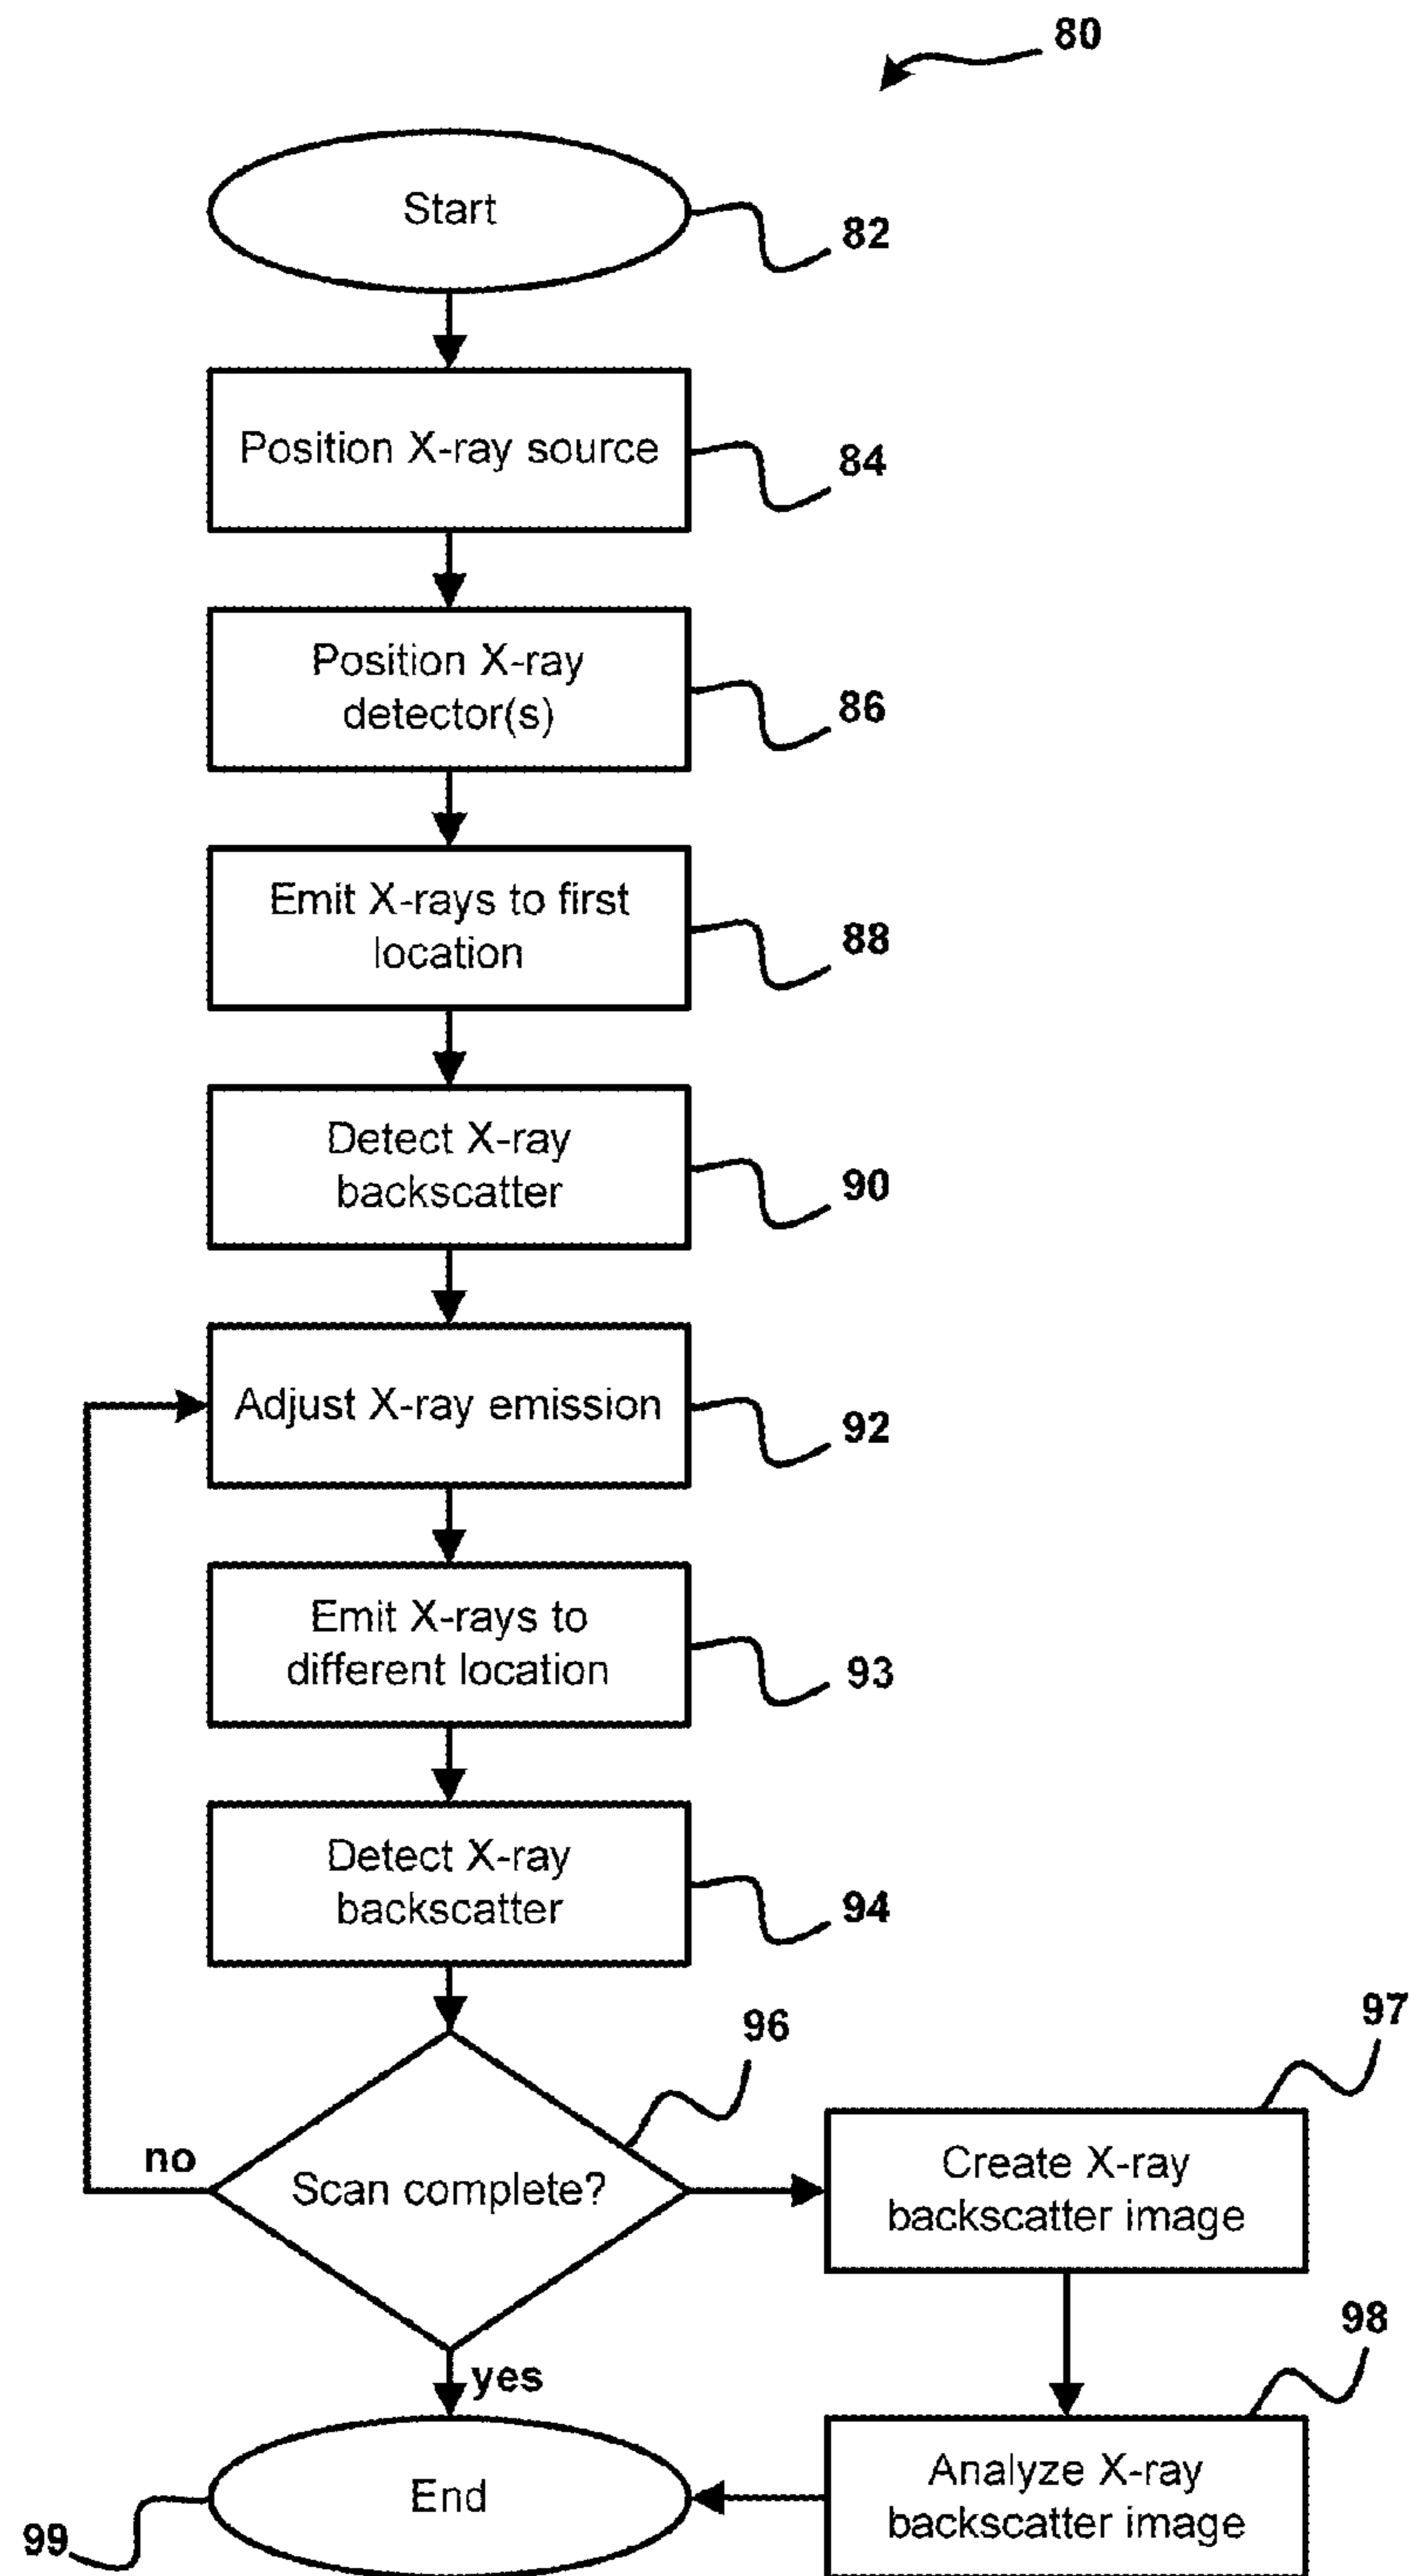 80
Start
82
Position X-ray source
84
Position X-ray
detector(s)
86
Emit X-rays to first
location
88
Detect X-ray
backscatter
90
Adjust X-ray emission
92
Emit X-rays to
different location
93
Detect X-ray
backscatter
94
96
97
no
Scan complete?
Create X-ray
backscatter image
98
yes
End
Analyze X-ray
backscatter image
99